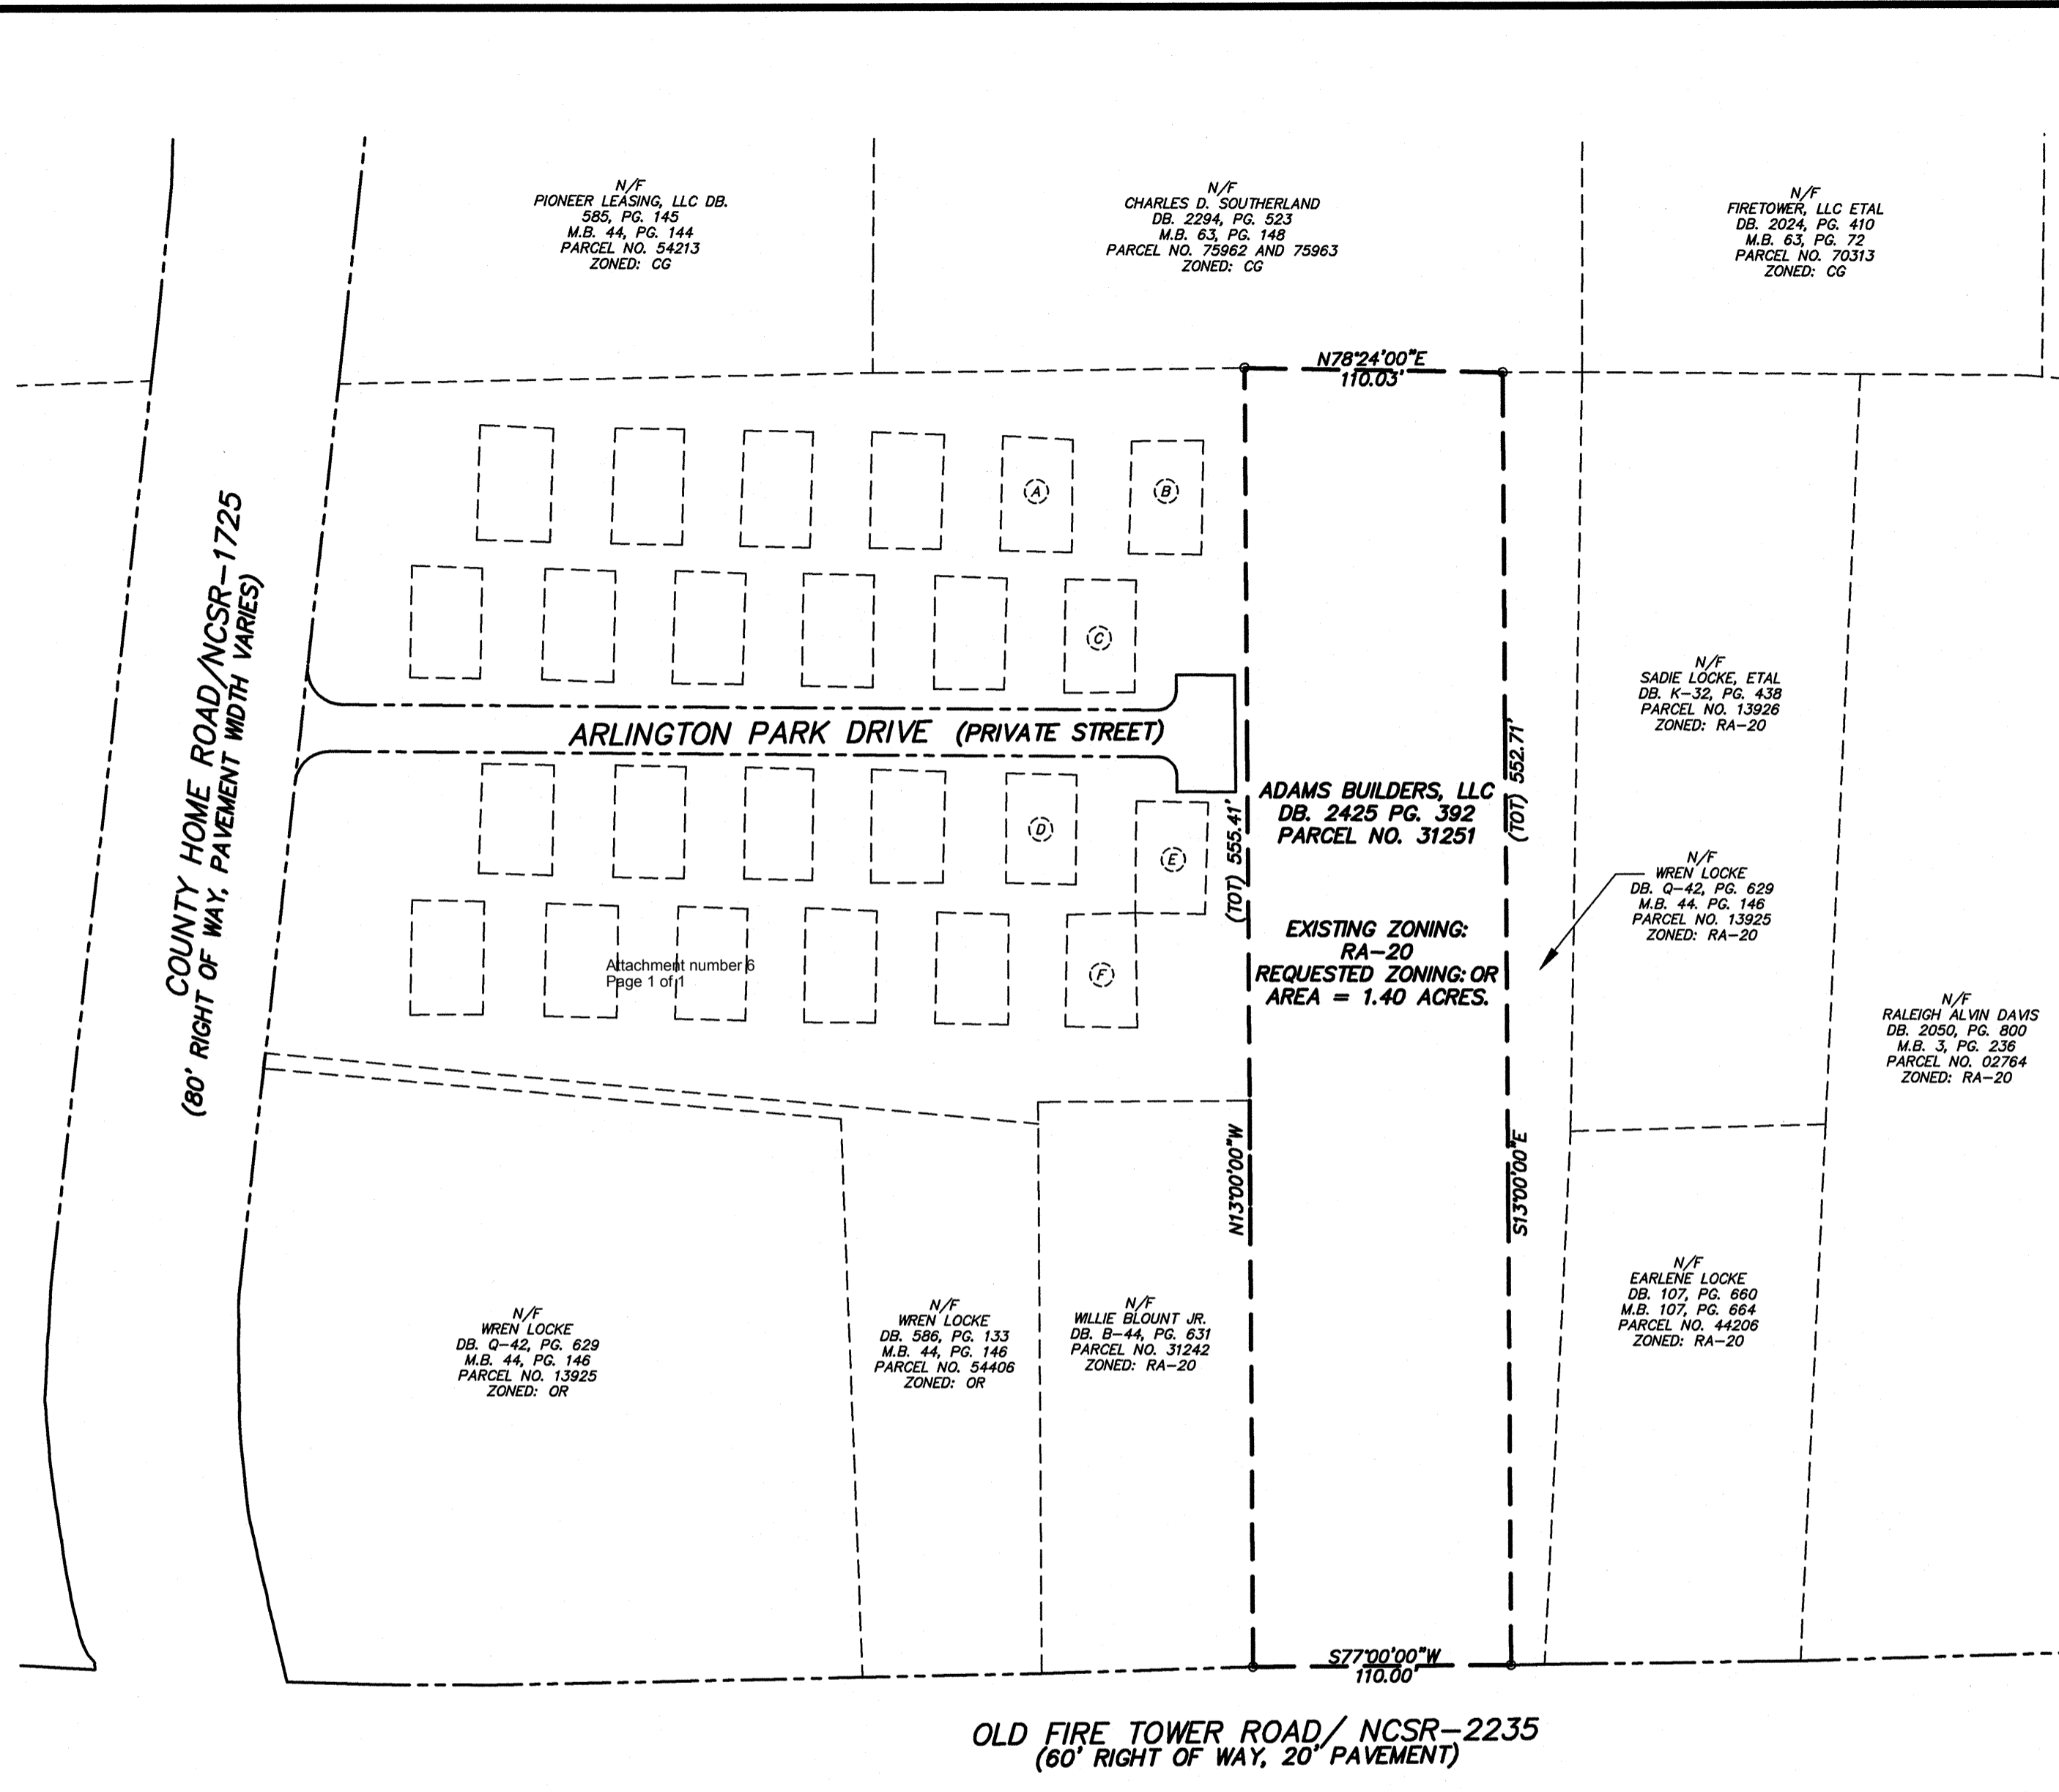 N/F
PIONEER LEASING, LLC DB.
585, PG. 145
M.B. 44, PG. 144
PARCEL NO. 54213
ZONED: CG
N/F
CHARLES D. SOUTHERLAND
DB. 2294, PG. 523
M.B. 63, PG. 148
PARCEL NO. 75962 AND 75963
ZONED: CG
N/F
FIRETOWER, LLC ETAL
DB. 2024, PG. 410
M.B. 63, PG. 72
PARCEL NO. 70313
ZONED: CG
N78°24'00"E
110.03'
A
B
C
COUNTY HOME ROAD/NCSR-1725
(80' RIGHT OF WAY, PAVEMENT WIDTH VARIES)
ARLINGTON PARK DRIVE (PRIVATE STREET)
D
E
F
Attachment number 6
Page 1 of 1
(TOT) 555.41'
N13°00'00"W
ADAMS BUILDERS, LLC
DB. 2425 PG. 392
PARCEL NO. 31251
EXISTING ZONING:
RA-20
REQUESTED ZONING: OR
AREA = 1.40 ACRES.
(TOT) 552.71'
S13°00'00"E
N/F
SADIE LOCKE, ETAL
DB. K-32, PG. 438
PARCEL NO. 13926
ZONED: RA-20
N/F
WREN LOCKE
DB. Q-42, PG. 629
M.B. 44. PG. 146
PARCEL NO. 13925
ZONED: RA-20
N/F
RALEIGH ALVIN DAVIS
DB. 2050, PG. 800
M.B. 3, PG. 236
PARCEL NO. 02764
ZONED: RA-20
N/F
WREN LOCKE
DB. Q-42, PG. 629
M.B. 44, PG. 146
PARCEL NO. 13925
ZONED: OR
N/F
WREN LOCKE
DB. 586, PG. 133
M.B. 44, PG. 146
PARCEL NO. 54406
ZONED: OR
N/F
WILLIE BLOUNT JR.
DB. B-44, PG. 631
PARCEL NO. 31242
ZONED: RA-20
N/F
EARLENE LOCKE
DB. 107, PG. 660
M.B. 107, PG. 664
PARCEL NO. 44206
ZONED: RA-20
S77°00'00"W
110.00'
OLD FIRE TOWER ROAD/ NCSR-2235
(60' RIGHT OF WAY, 20' PAVEMENT)